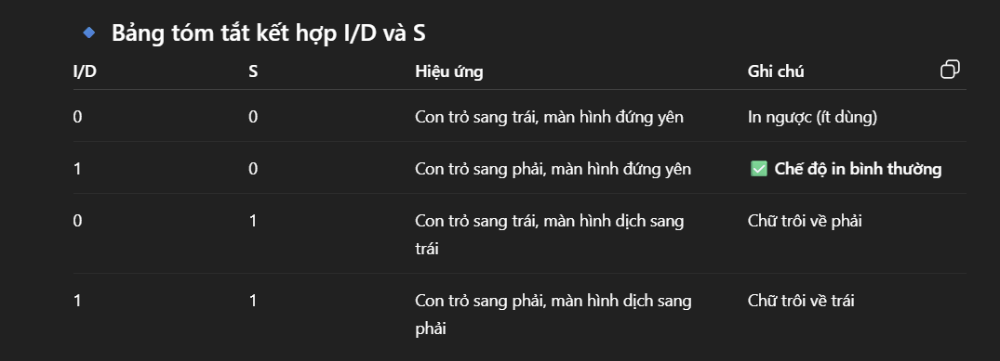 Bảng tóm tắt kết hợp I/D và S
I/D S Hiệu ứng Ghi chú
0 0 Con trỏ sang trái, màn hình đứng yên In ngược (ít dùng)
1 0 Con trỏ sang phải, màn hình đứng yên ✅ Chế độ in bình thường
0 1 Con trỏ sang trái, màn hình dịch sang Chữ trôi về phải
trái
1 1 Con trỏ sang phải, màn hình dịch sang Chữ trôi về trái
phải